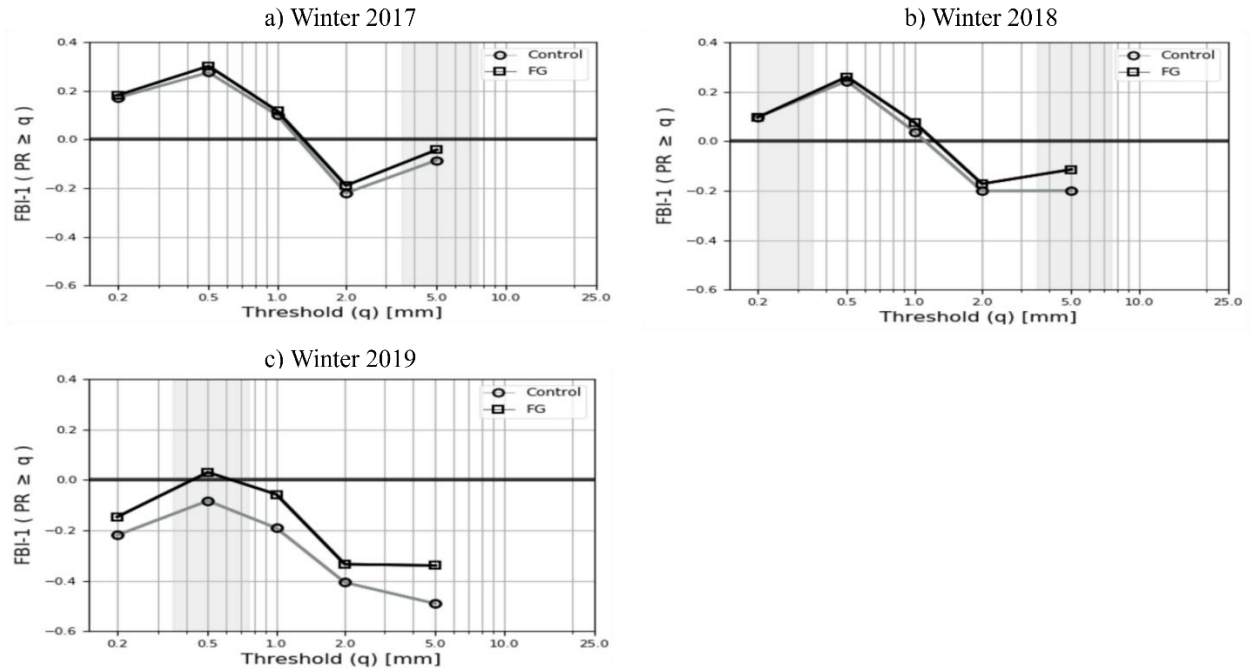 a) Winter 2017
0.4
0.2
0.0
−0.2
−0.4
−0.6
FBI-1 ( PR ≥ q )
Control
FG
0.2 0.5 1.0 2.0 5.0 10.0 25.0
Threshold (q) [mm]
b) Winter 2018
0.4
0.2
0.0
−0.2
−0.4
−0.6
FBI-1 ( PR ≥ q )
Control
FG
0.2 0.5 1.0 2.0 5.0 10.0 25.0
Threshold (q) [mm]
c) Winter 2019
0.4
0.2
0.0
−0.2
−0.4
−0.6
FBI-1 ( PR ≥ q )
Control
FG
0.2 0.5 1.0 2.0 5.0 10.0 25.0
Threshold (q) [mm]